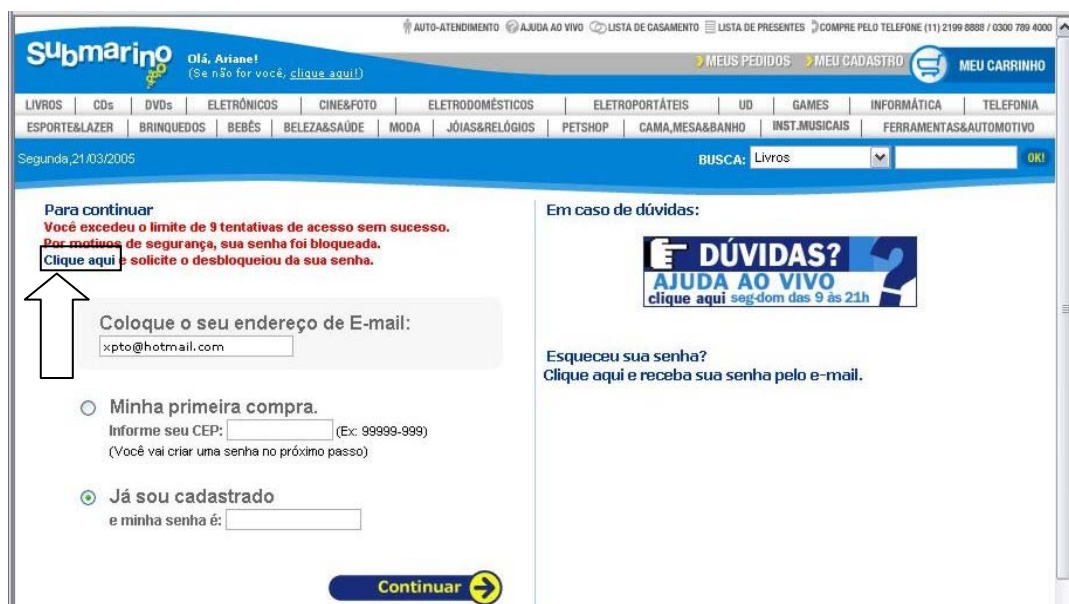 AUTO-ATENDIMENTO AJUDA AO VIVO LISTA DE CASAMENTO LISTA DE PRESENTES COMPRE PELO TELEFONE (11) 2199 8888 / 0300 789 4000
Submarino
Olá, Ariane!
(Se não for você, clique aqui!)
MEUS PEDIDOS MEU CADASTRO MEU CARRINHO
LIVROS | CDs | DVDs | ELETRÔNICOS | CINE&FOTO | ELETRODOMÉSTICOS | ELETROPORTÁTEIS | UD | GAMES | INFORMÁTICA | TELEFONIA
ESPORTE&LAZER | BRINQUEDOS | BEBÊS | BELEZA&SAÚDE | MODA | JÓIAS&RELÓGIOS | PETSHOP | CAMA,MESA&BANHO | INST.MUSICAIS | FERRAMENTAS&AUTOMOTIVO
Segunda,21/03/2005
BUSCA: Livros OK!
Para continuar
Você excedeu o limite de 9 tentativas de acesso sem sucesso.
Por motivos de segurança, sua senha foi bloqueada.
Clique aqui e solicite o desbloqueiou da sua senha.
Coloque o seu endereço de E-mail:
xpto@hotmail.com
Minha primeira compra.
Informe seu CEP: (Ex: 99999-999)
(Você vai criar uma senha no próximo passo)
Já sou cadastrado
e minha senha é:
Continuar
Em caso de dúvidas:
DÚVIDAS?
AJUDA AO VIVO
clique aqui seg-dom das 9 às 21h
Esqueceu sua senha?
Clique aqui e receba sua senha pelo e-mail.